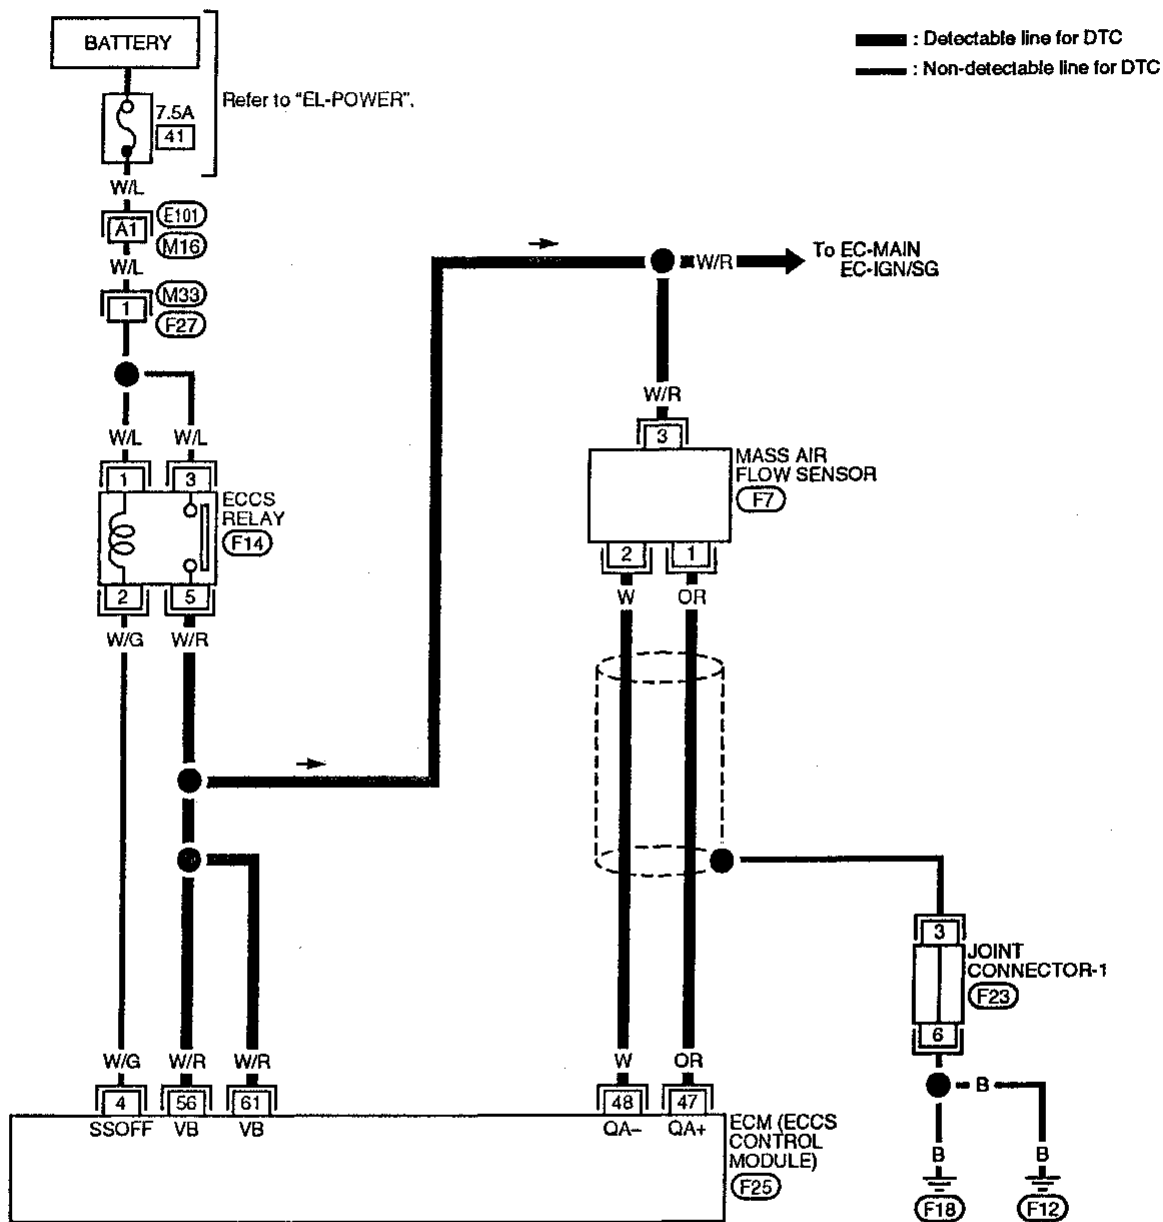 BATTERY
: Detectable line for DTC
: Non-detectable line for DTC
Refer to "EL-POWER".
7.5A
41
W/L
A1
E101
M16
W/L
1
M33
F27
To EC-MAIN
EC-IGN/SG
W/R
W/R
W/L
W/L
1
3
ECCS
RELAY
F14
2
5
W/G
W/R
3
MASS AIR
FLOW SENSOR
F7
2
1
W
OR
3
JOINT
CONNECTOR-1
F23
6
B
B
B
F18
F12
W/G
W/R
W/R
W
OR
4
56
61
48
47
SSOFF
VB
VB
QA–
QA+
ECM (ECCS
CONTROL
MODULE)
F25